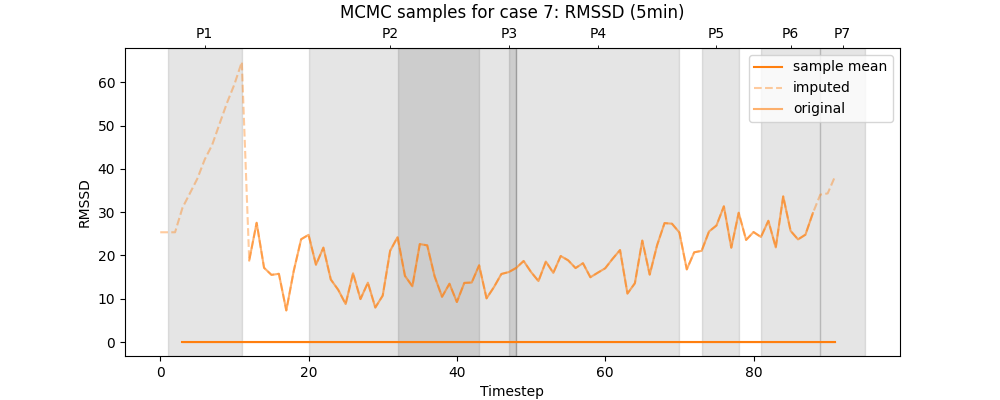 MCMC samples for case 7: RMSSD (5min)
P1 P2 P3 P4 P5 P6 P7
sample mean
imputed
original
60
50
40
30
20
10
0
RMSSD
0 20 40 60 80
Timestep